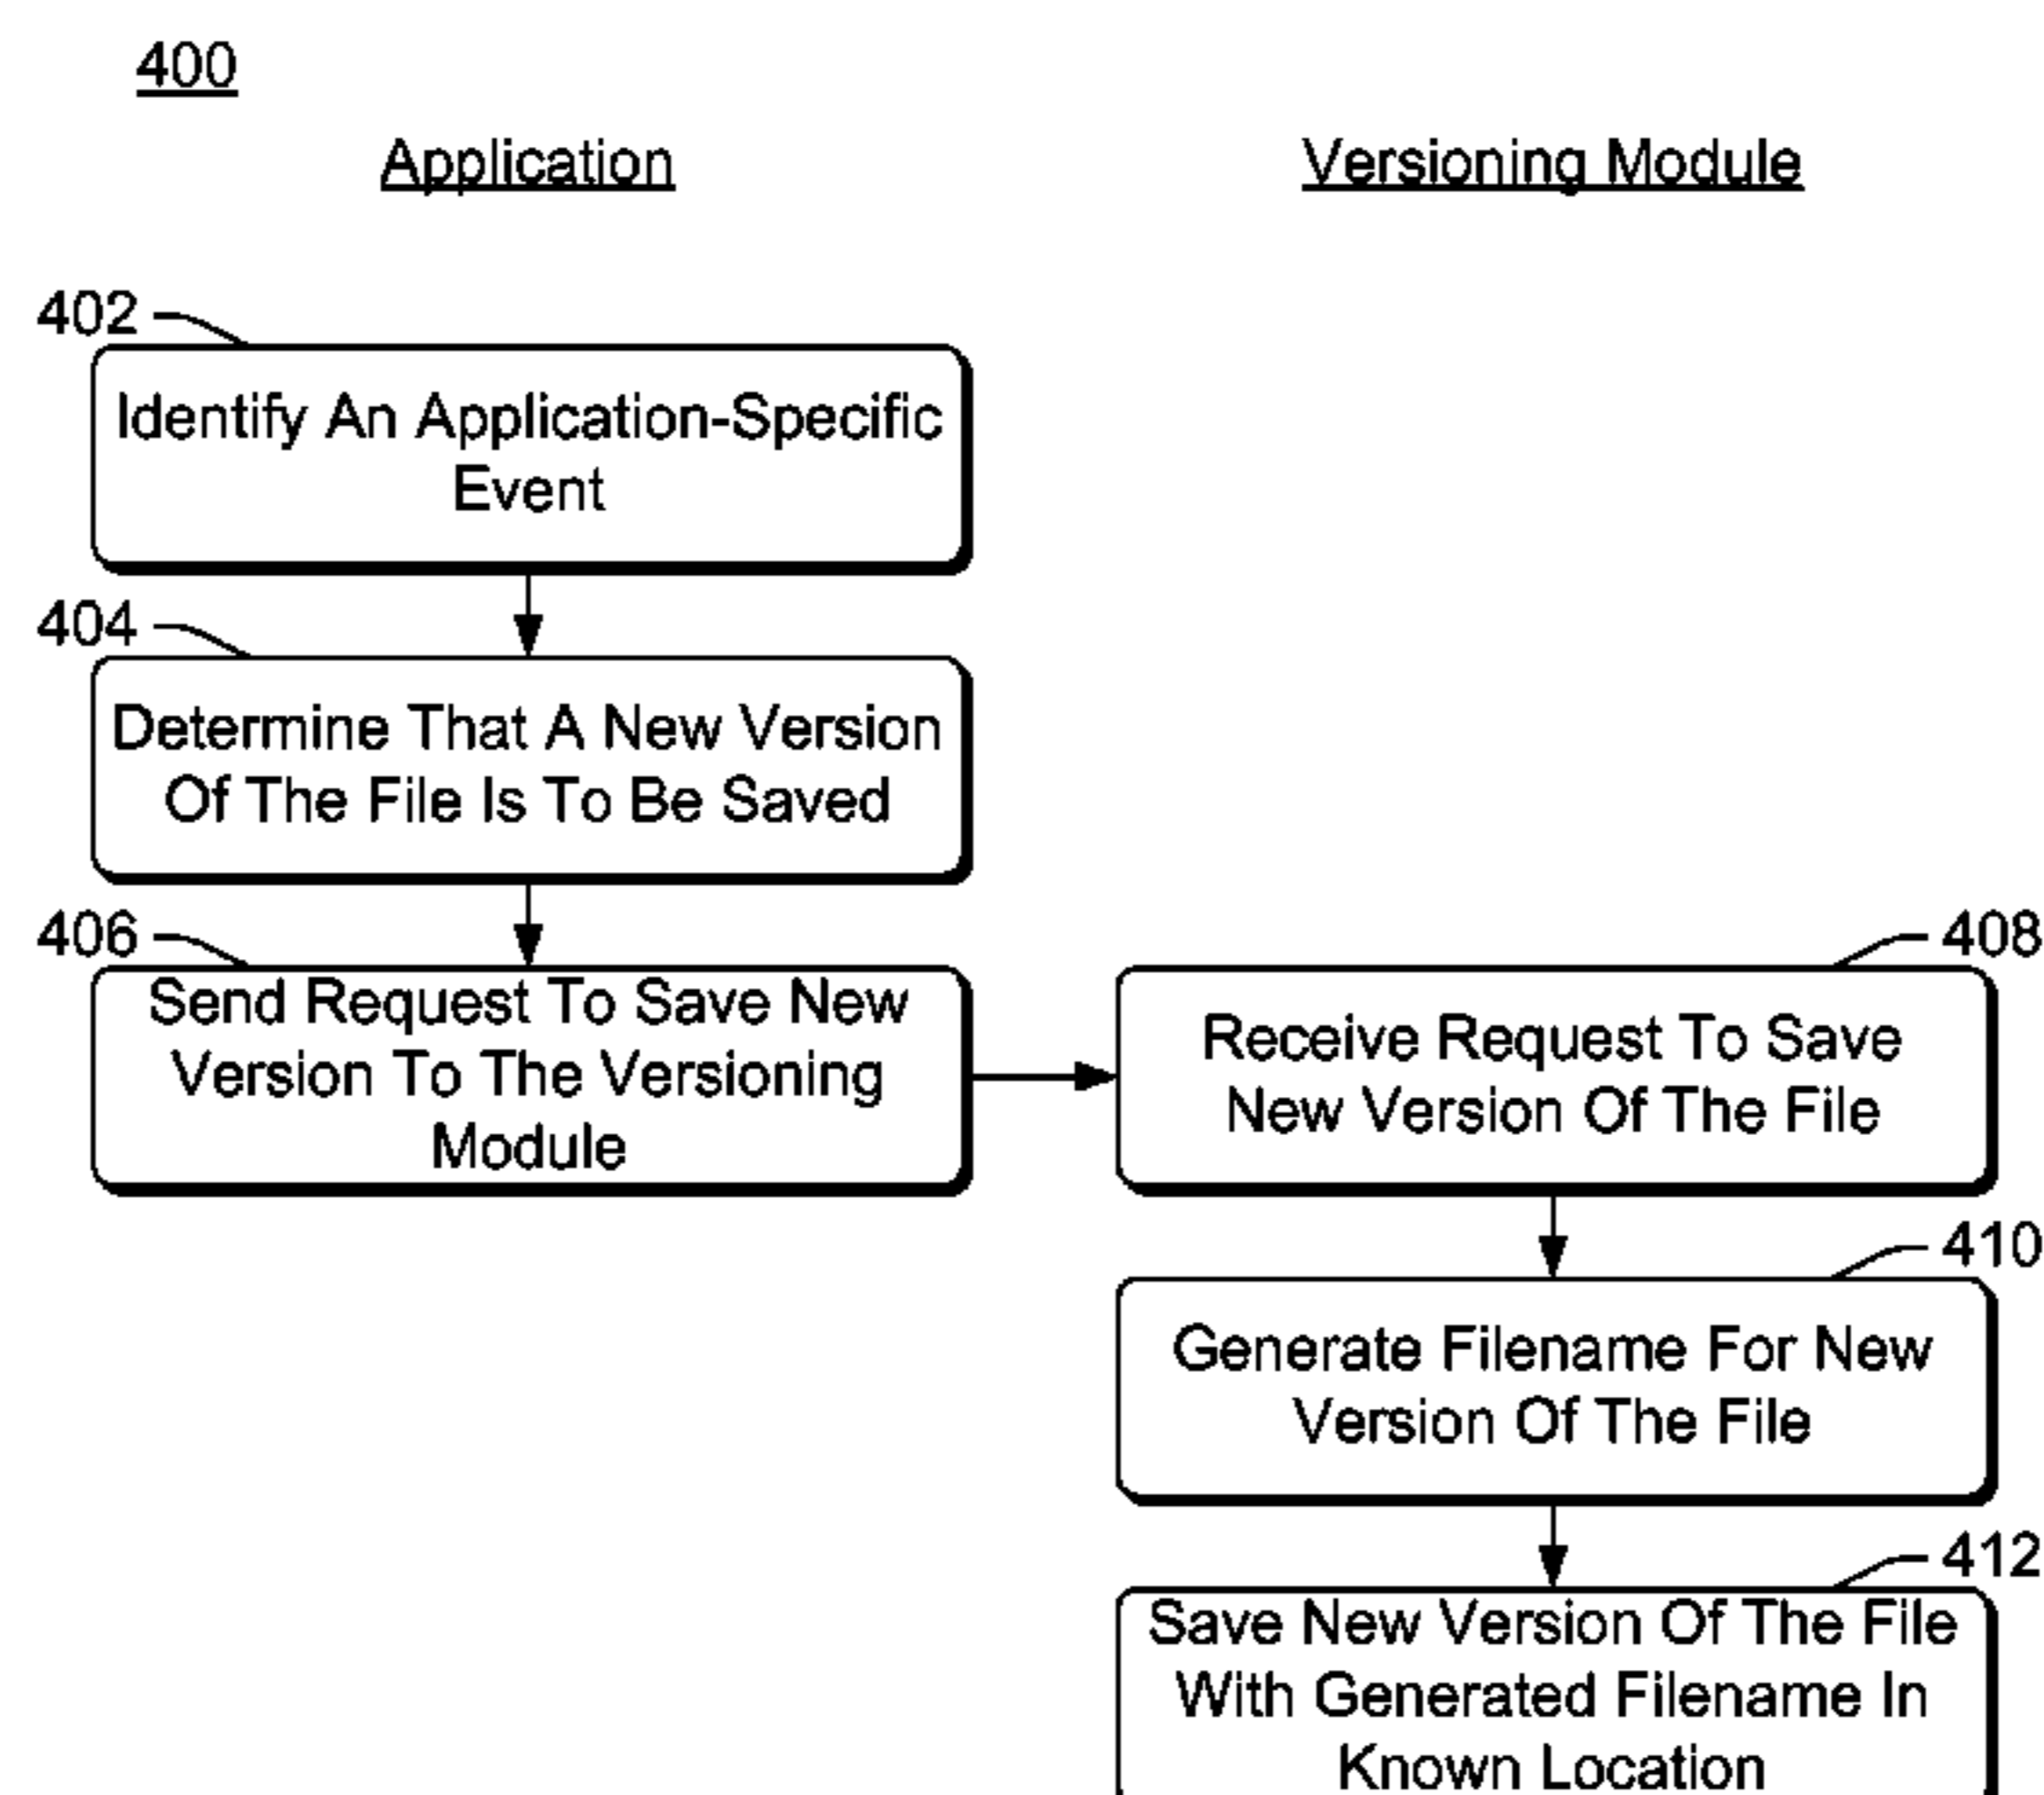 400
Application
Versioning Module
402
Identify An Application-Specific
Event
404
Determine That A New Version
Of The File Is To Be Saved
406
Send Request To Save New
Version To The Versioning
Module
408
Receive Request To Save
New Version Of The File
410
Generate Filename For New
Version Of The File
412
Save New Version Of The File
With Generated Filename In
Known Location